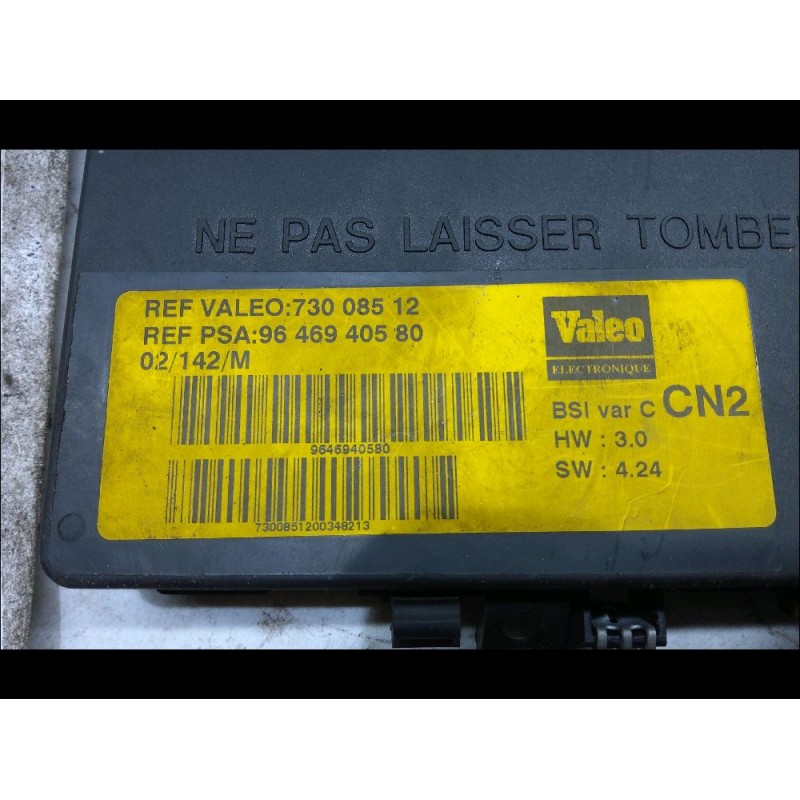 NE PAS LAISSER TOMBE
REF VALEO:730 085 12
REF PSA:96 469 405 80
02/142/M
9646940580
7300851200348213
Valeo
ELECTRONIQUE
BSI var C CN2
HW : 3.0
SW : 4.24